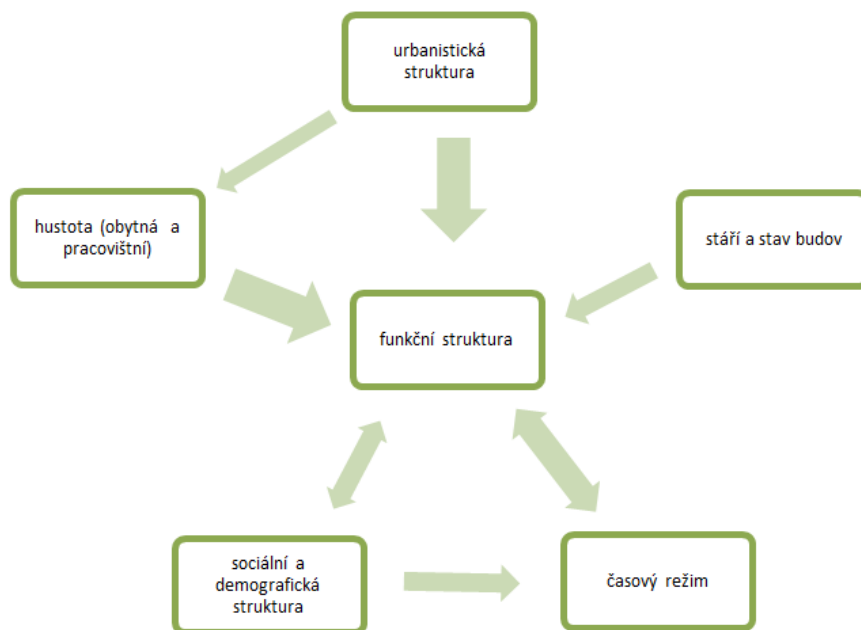 urbanistická
struktura
hustota (obytná a
pracovištní)
stáří a stav budov
funkční struktura
sociální a
demografická
struktura
časový režim